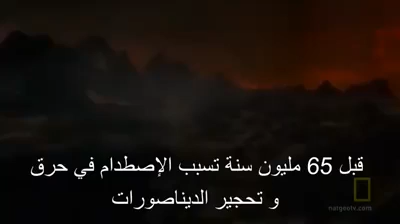 قبل 65 مليون سنة تسبب الإصطدام في حرق
و تحجير الديناصورات
natgeotv.com